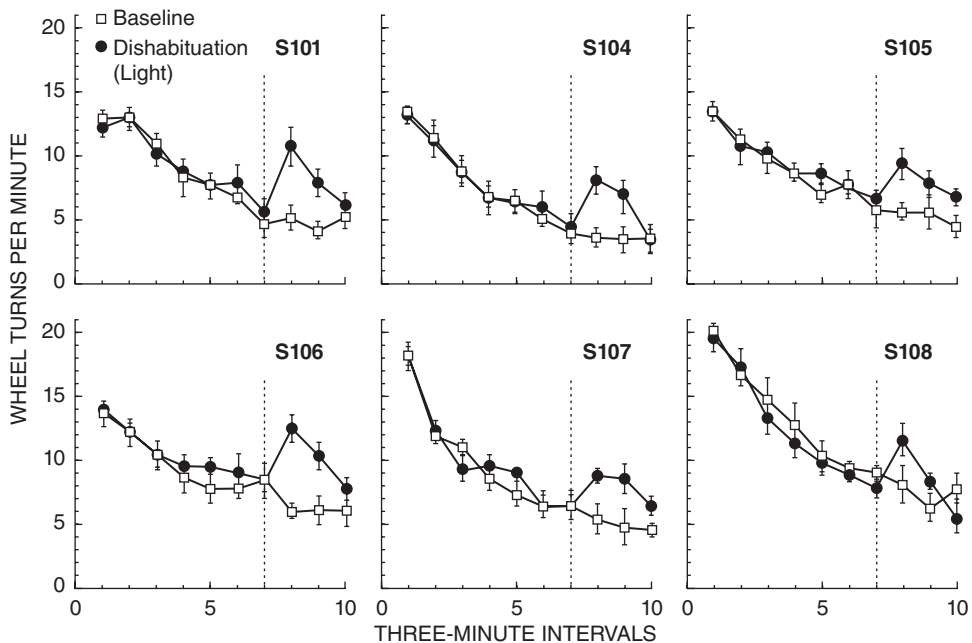 Baseline
Dishabituation
(Light)
S101
S104
S105
20
15
10
5
0
S106
S107
S108
20
15
10
5
0
0 5 10
0 5 10
0 5 10
WHEEL TURNS PER MINUTE
THREE-MINUTE INTERVALS